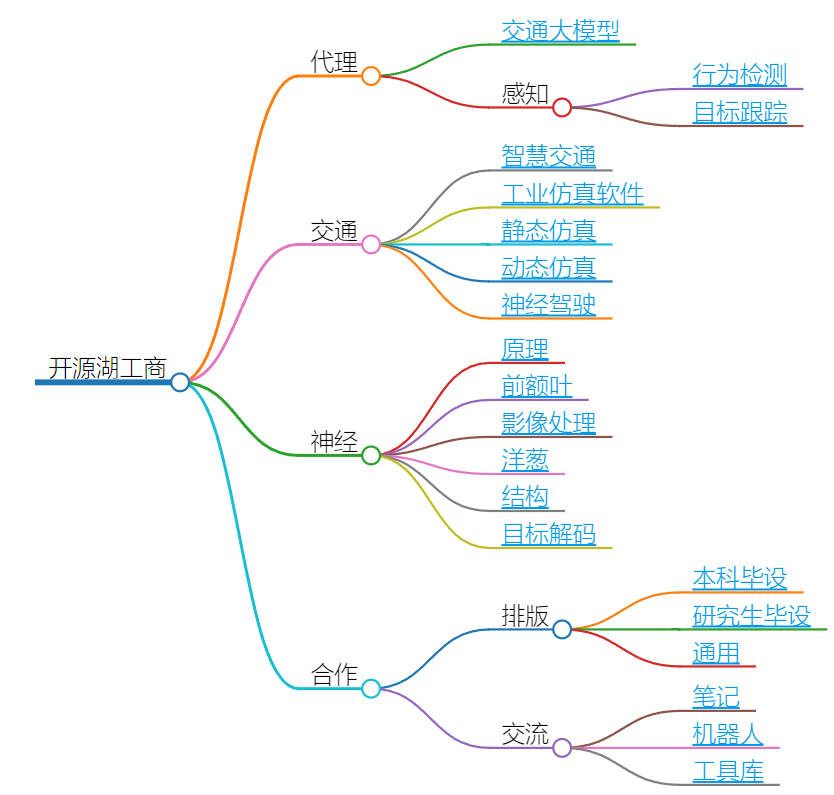 开源湖工商
代理
交通大模型
感知
行为检测
目标跟踪
交通
智慧交通
工业仿真软件
静态仿真
动态仿真
神经驾驶
神经
原理
前额叶
影像处理
洋葱
结构
目标解码
合作
排版
本科毕设
研究生毕设
通用
交流
笔记
机器人
工具库